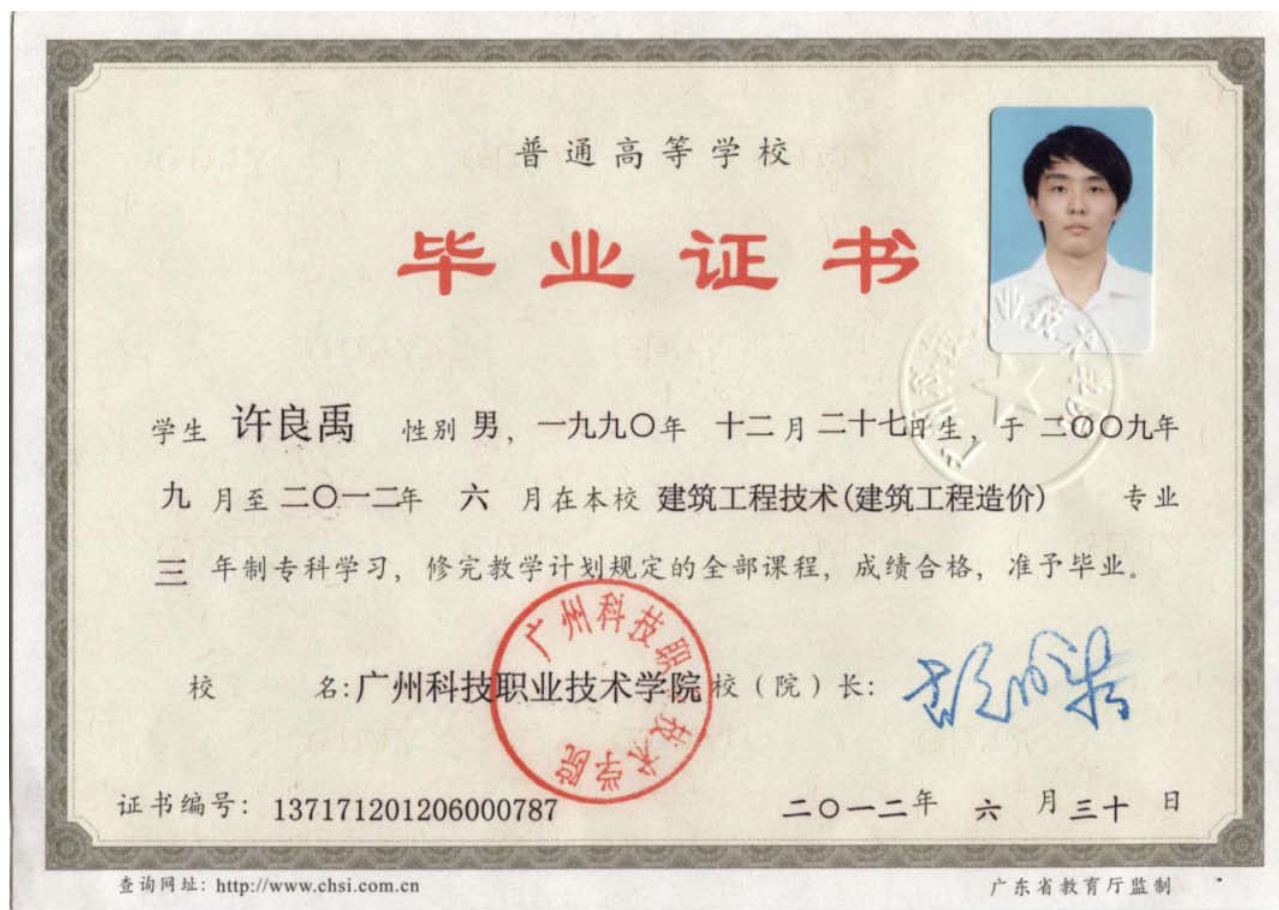 普通高等学校
毕业证书
学生 许良禹 性别 男，一九九〇年 十二月二十七日生，于 二〇〇九年
九 月至 二〇一二年 六 月在本校 建筑工程技术(建筑工程造价) 专业
三 年制专科学习，修完教学计划规定的全部课程，成绩合格，准予毕业。
校 名:广州科技职业技术学院 校（院）长:
广州科技职业技术学院
证书编号: 137171201206000787 二〇一二年 六 月三十 日
查询网址: http://www.chsi.com.cn 广东省教育厅监制